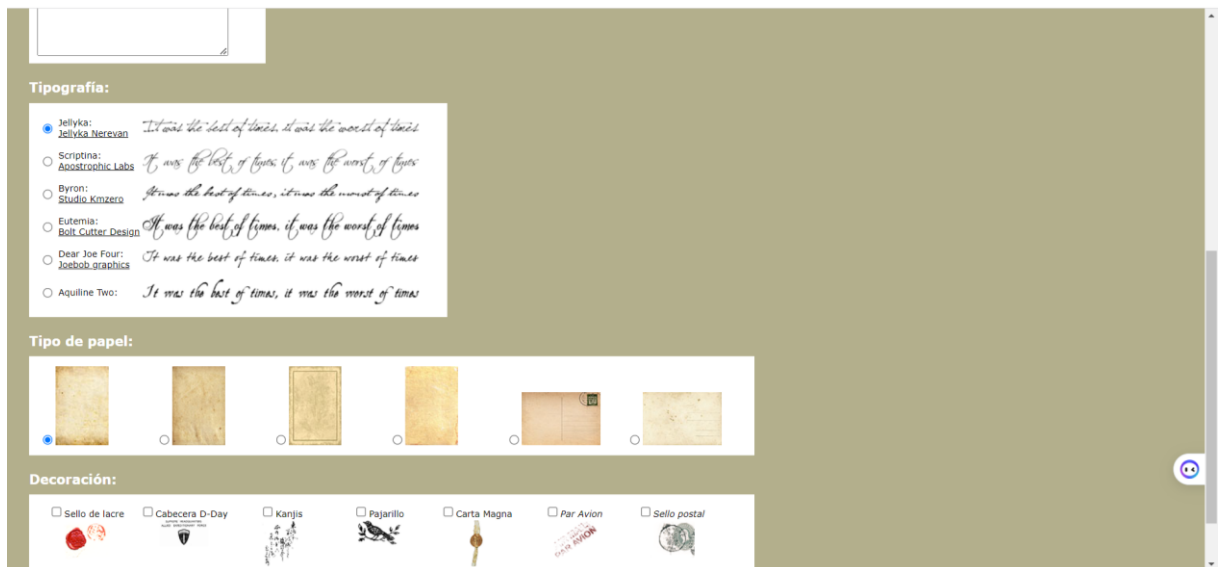 Tipografía:
Jellyka:
Jellyka Nerevan
It was the best of times, it was the worst of times
Scriptina:
Apostrophic Labs
It was the best of times, it was the worst of times
Byron:
Studio Kmzero
It was the best of times, it was the worst of times
Eutemia:
Bolt Cutter Design
It was the best of times, it was the worst of times
Dear Joe Four:
Joebob graphics
It was the best of times, it was the worst of times
Aquiline Two:
It was the best of times, it was the worst of times
Tipo de papel:
Decoración:
Sello de lacre
Cabecera D-Day
Kanjis
Pajarillo
Carta Magna
Par Avion
Sello postal
PAR AVION